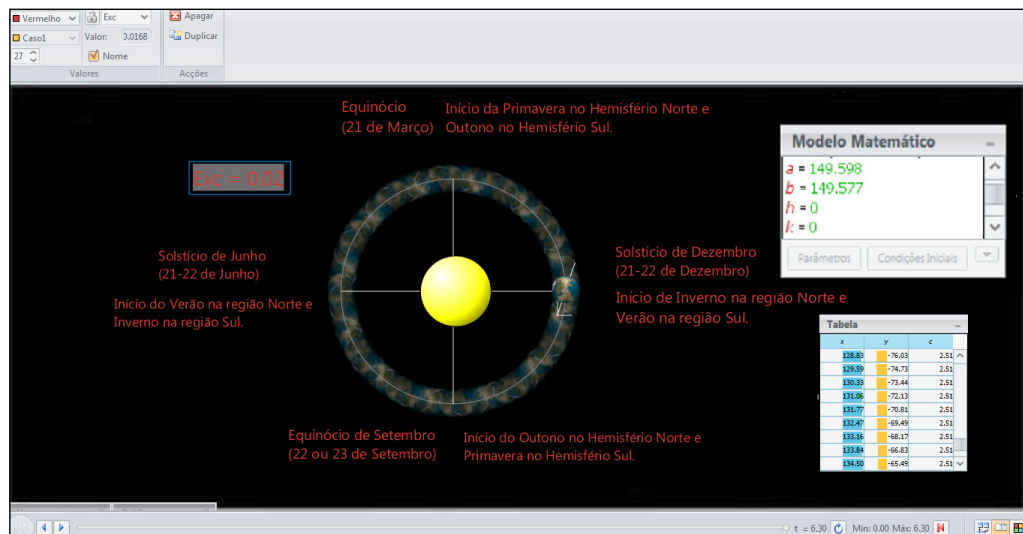 Vermelho Exc Apagar
Caso1 Valor: 0.0168 Duplicar
27 Nome
Valores Acções
Equinócio
(21 de Março)
Início da Primavera no Hemisfério Norte e
Outono no Hemisfério Sul.
Exc = 0.02
Modelo Matemático
a = 149.598
b = 149.577
h = 0
k = 0
Parâmetros Condições Iniciais
Solstício de Junho
(21-22 de Junho)
Início do Verão na região Norte e
Inverno na região Sul.
Solstício de Dezembro
(21-22 de Dezembro)
Início de Inverno na região Norte e
Verão na região Sul.
Tabela
x y c
128.83 -76.03 2.51
129.59 -74.73 2.51
130.33 -73.44 2.51
131.06 -72.13 2.51
131.77 -70.81 2.51
132.47 -69.49 2.51
133.16 -68.17 2.51
133.84 -66.83 2.51
134.50 -65.49 2.51
Equinócio de Setembro
(22 ou 23 de Setembro)
Início do Outono no Hemisfério Norte e
Primavera no Hemisfério Sul.
t = 6.30 Mín: 0.00 Máx: 6.30